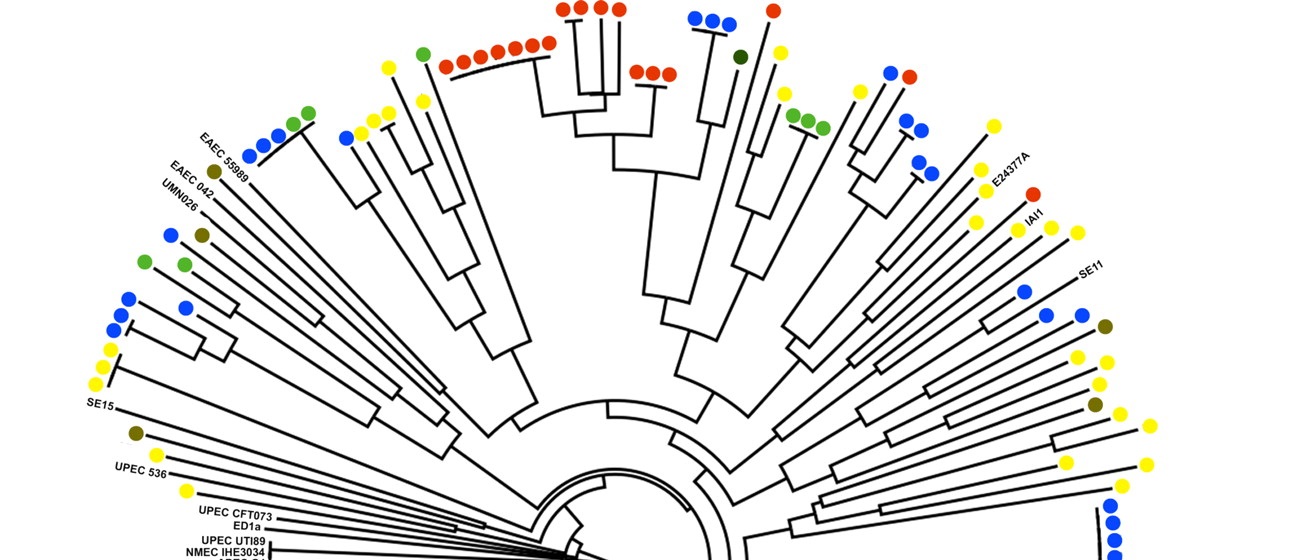 EAEC 55989
EAEC 042
UMN026
E24377A
IAI1
SE11
SE15
UPEC 536
UPEC CFT073
ED1a
UPEC UTI89
NMEC IHE3034